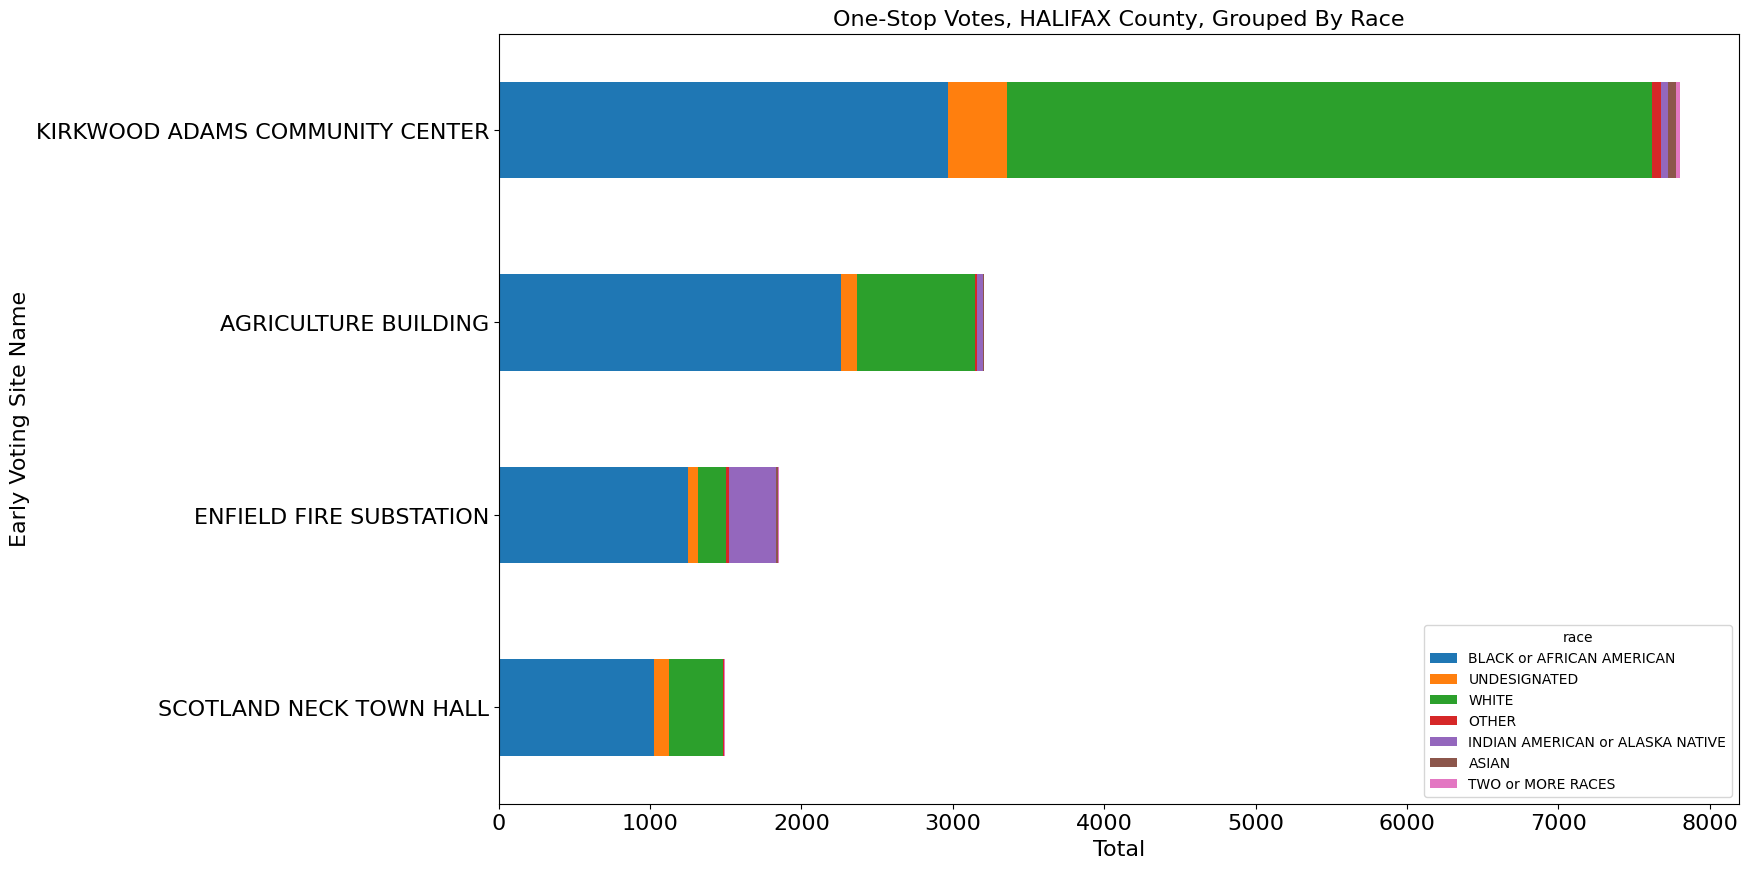 One-Stop Votes, HALIFAX County, Grouped By Race
Early Voting Site Name
KIRKWOOD ADAMS COMMUNITY CENTER
AGRICULTURE BUILDING
ENFIELD FIRE SUBSTATION
SCOTLAND NECK TOWN HALL
race
BLACK or AFRICAN AMERICAN
UNDESIGNATED
WHITE
OTHER
INDIAN AMERICAN or ALASKA NATIVE
ASIAN
TWO or MORE RACES
0 1000 2000 3000 4000 5000 6000 7000 8000
Total